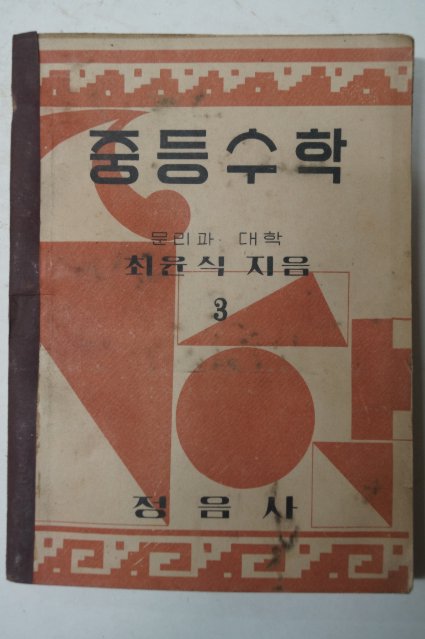 중등수학
문리과 대학
최윤식 지음
3
정음사